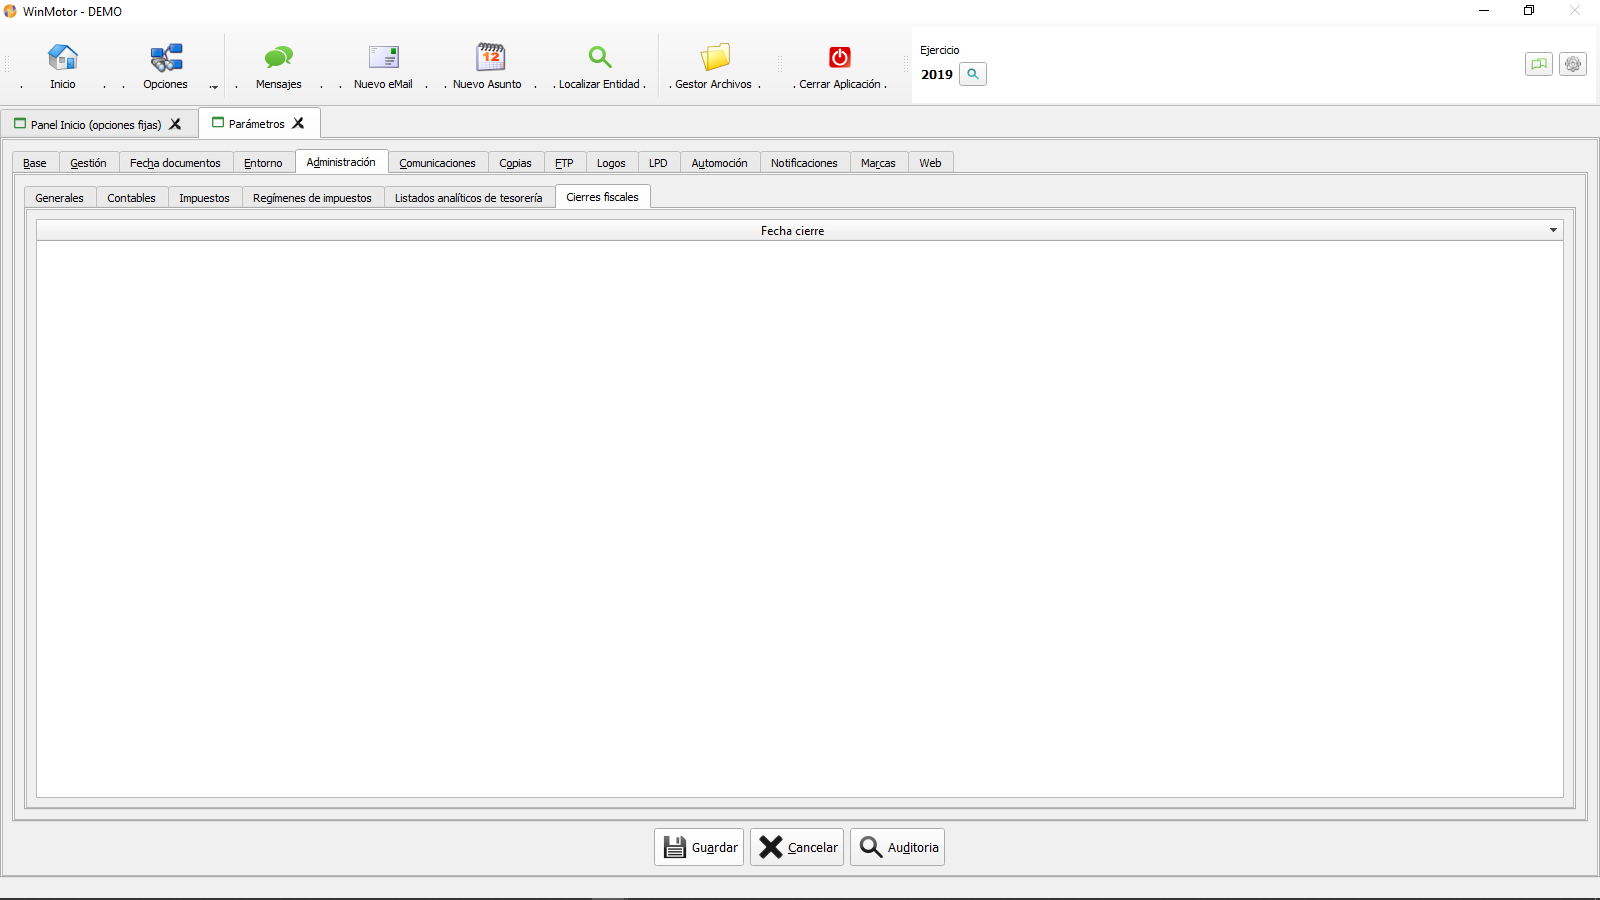 WinMotor - DEMO
Ejercicio
2019
Inicio
Opciones
Mensajes
Nuevo eMail
Nuevo Asunto
Localizar Entidad
Gestor Archivos
Cerrar Aplicación
12
Panel Inicio (opciones fijas)
Parámetros
Base Gestión Fecha documentos Entorno Administración Comunicaciones Copias FTP Logos LPD Automoción Notificaciones Marcas Web
Generales Contables Impuestos Regímenes de impuestos Listados analíticos de tesorería Cierres fiscales
Fecha cierre
Guardar Cancelar Auditoria